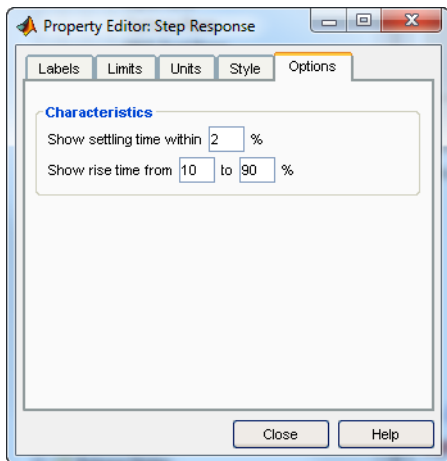 Property Editor: Step Response
Labels Limits Units Style Options
Characteristics
Show settling time within 2 %
Show rise time from 10 to 90 %
Close Help